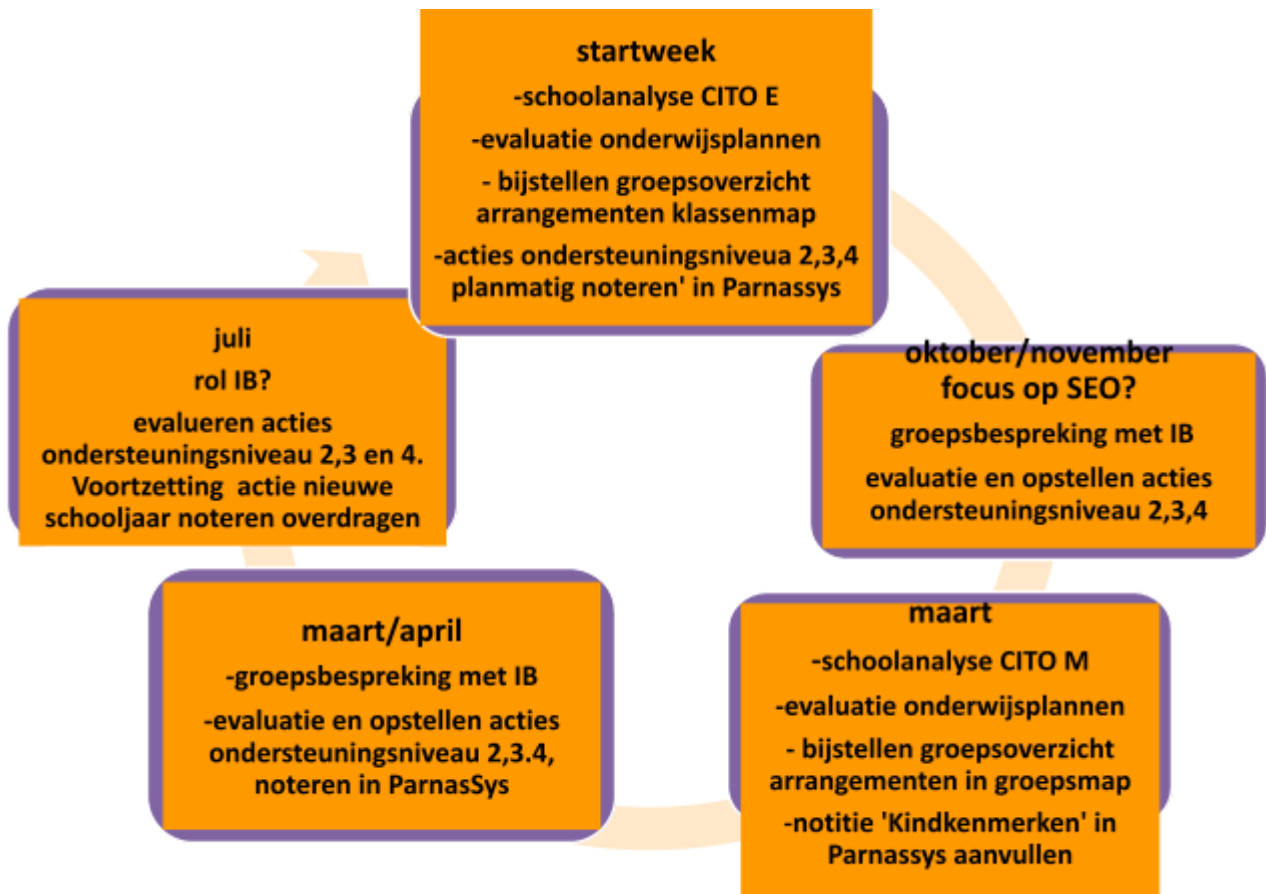 startweek
-schoolanalyse CITO E
-evaluatie onderwijsplannen
- bijstellen groepsoverzicht
arrangementen klassenmap
-acties ondersteuningsniveua 2,3,4
planmatig noteren' in Parnassys
oktober/november
focus op SEO?
groepsbespreking met IB
evaluatie en opstellen acties
ondersteuningsniveau 2,3,4
maart
-schoolanalyse CITO M
-evaluatie onderwijsplannen
- bijstellen groepsoverzicht
arrangementen in groepsmap
-notitie 'Kindkenmerken' in
Parnassys aanvullen
maart/april
-groepsbespreking met IB
-evaluatie en opstellen acties
ondersteuningsniveau 2,3.4,
noteren in ParnasSys
juli
rol IB?
evalueren acties
ondersteuningsniveau 2,3 en 4.
Voortzetting actie nieuwe
schooljaar noteren overdragen